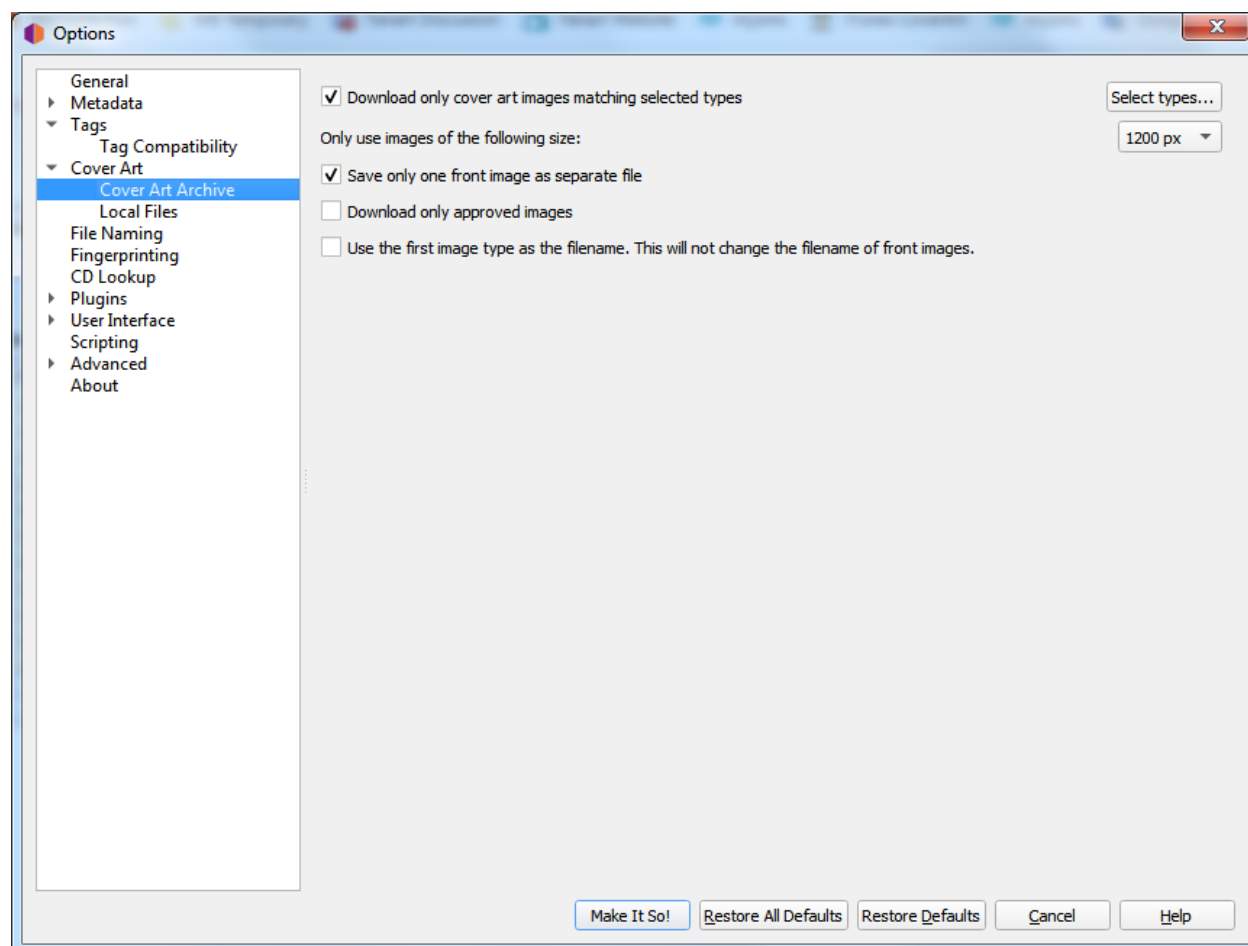 Options
General
Metadata
Tags
Tag Compatibility
Cover Art
Cover Art Archive
Local Files
File Naming
Fingerprinting
CD Lookup
Plugins
User Interface
Scripting
Advanced
About
Download only cover art images matching selected types Select types...
Only use images of the following size: 1200 px
Save only one front image as separate file
Download only approved images
Use the first image type as the filename. This will not change the filename of front images.
Make It So! Restore All Defaults Restore Defaults Cancel Help